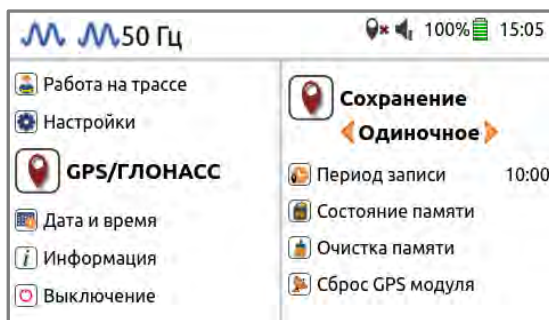 50 Гц 100% 15:05
Работа на трассе
Настройки
GPS/ГЛОНАСС
Дата и время
Информация
Выключение
Сохранение
Одиночное
Период записи 10:00
Состояние памяти
Очистка памяти
Сброс GPS модуля